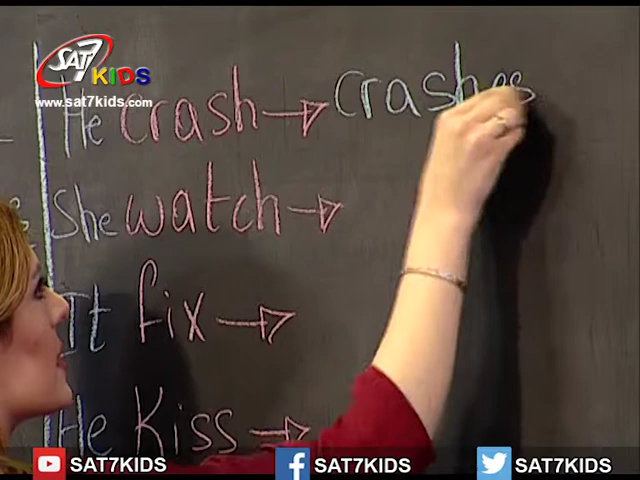 SAT7
KIDS
www.sat7kids.com
He crash → crashes
She watch →
It fix →
He Kiss →
SAT7KIDS SAT7KIDS SAT7KIDS